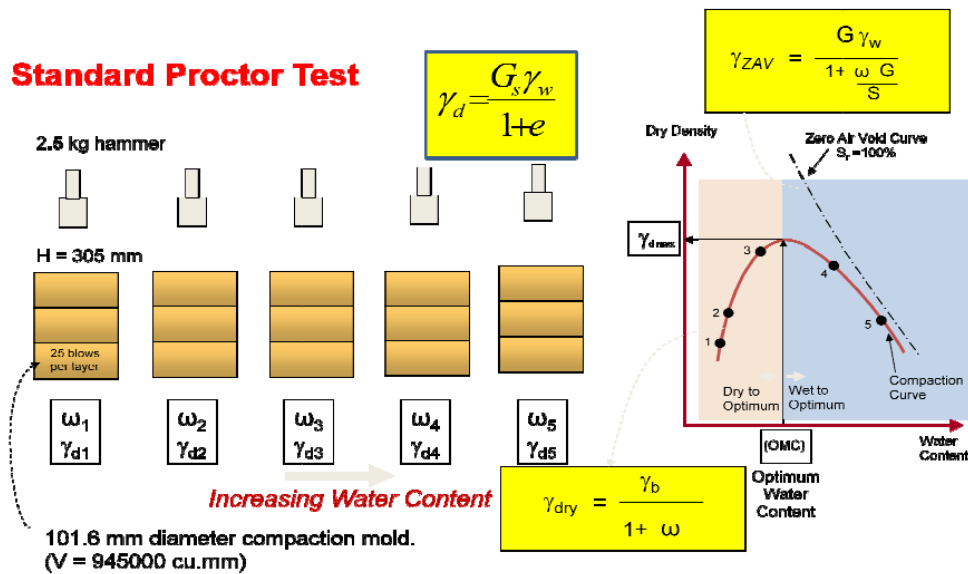 Standard Proctor Test
2.5 kg hammer
H = 305 mm
25 blows
per layer
ω1
γd1
ω2
γd2
ω3
γd3
ω4
γd4
ω5
γd5
Increasing Water Content
101.6 mm diameter compaction mold.
(V = 945000 cu.mm)
γd = Gsγw / 1+e
γZAV = G γw / 1+ ω G / S
Dry Density
Zero Air Void Curve
Sr =100%
γd max
1
2
3
4
5
Dry to
Optimum
Wet to
Optimum
Compaction
Curve
(OMC)
Water
Content
Optimum
Water
Content
γdry = γb / 1+ ω